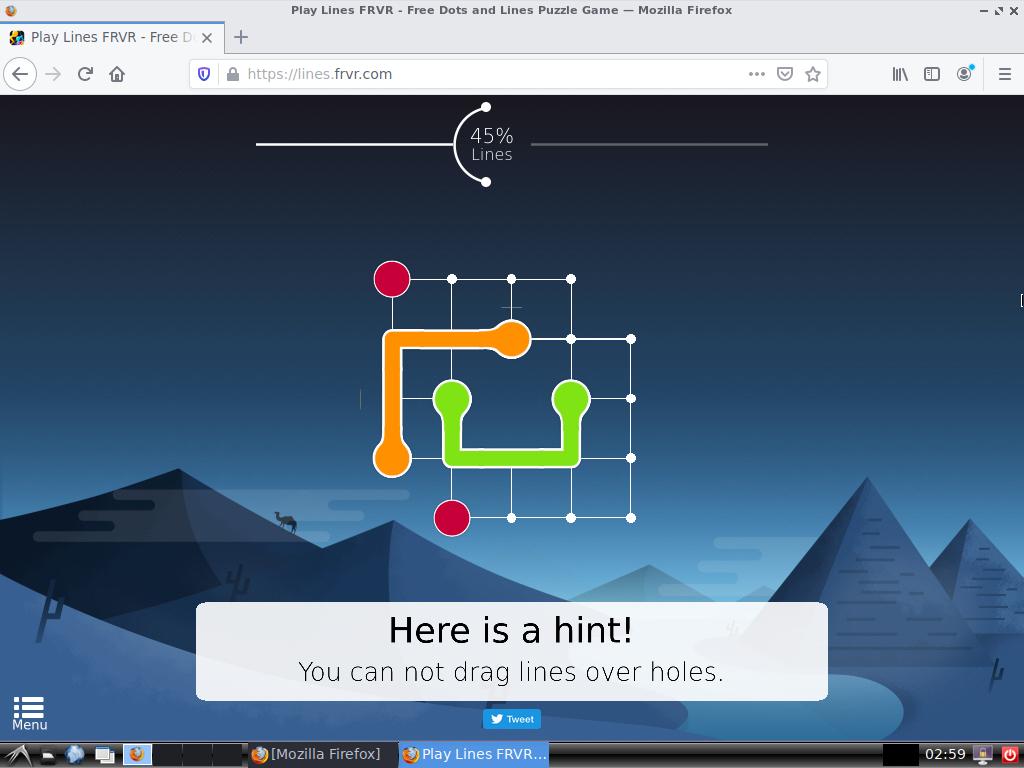 Play Lines FRVR - Free Dots and Lines Puzzle Game — Mozilla Firefox
Play Lines FRVR - Free D
https://lines.frvr.com
45%
Lines
Here is a hint!
You can not drag lines over holes.
Tweet
Menu
[Mozilla Firefox]
Play Lines FRVR...
02:59